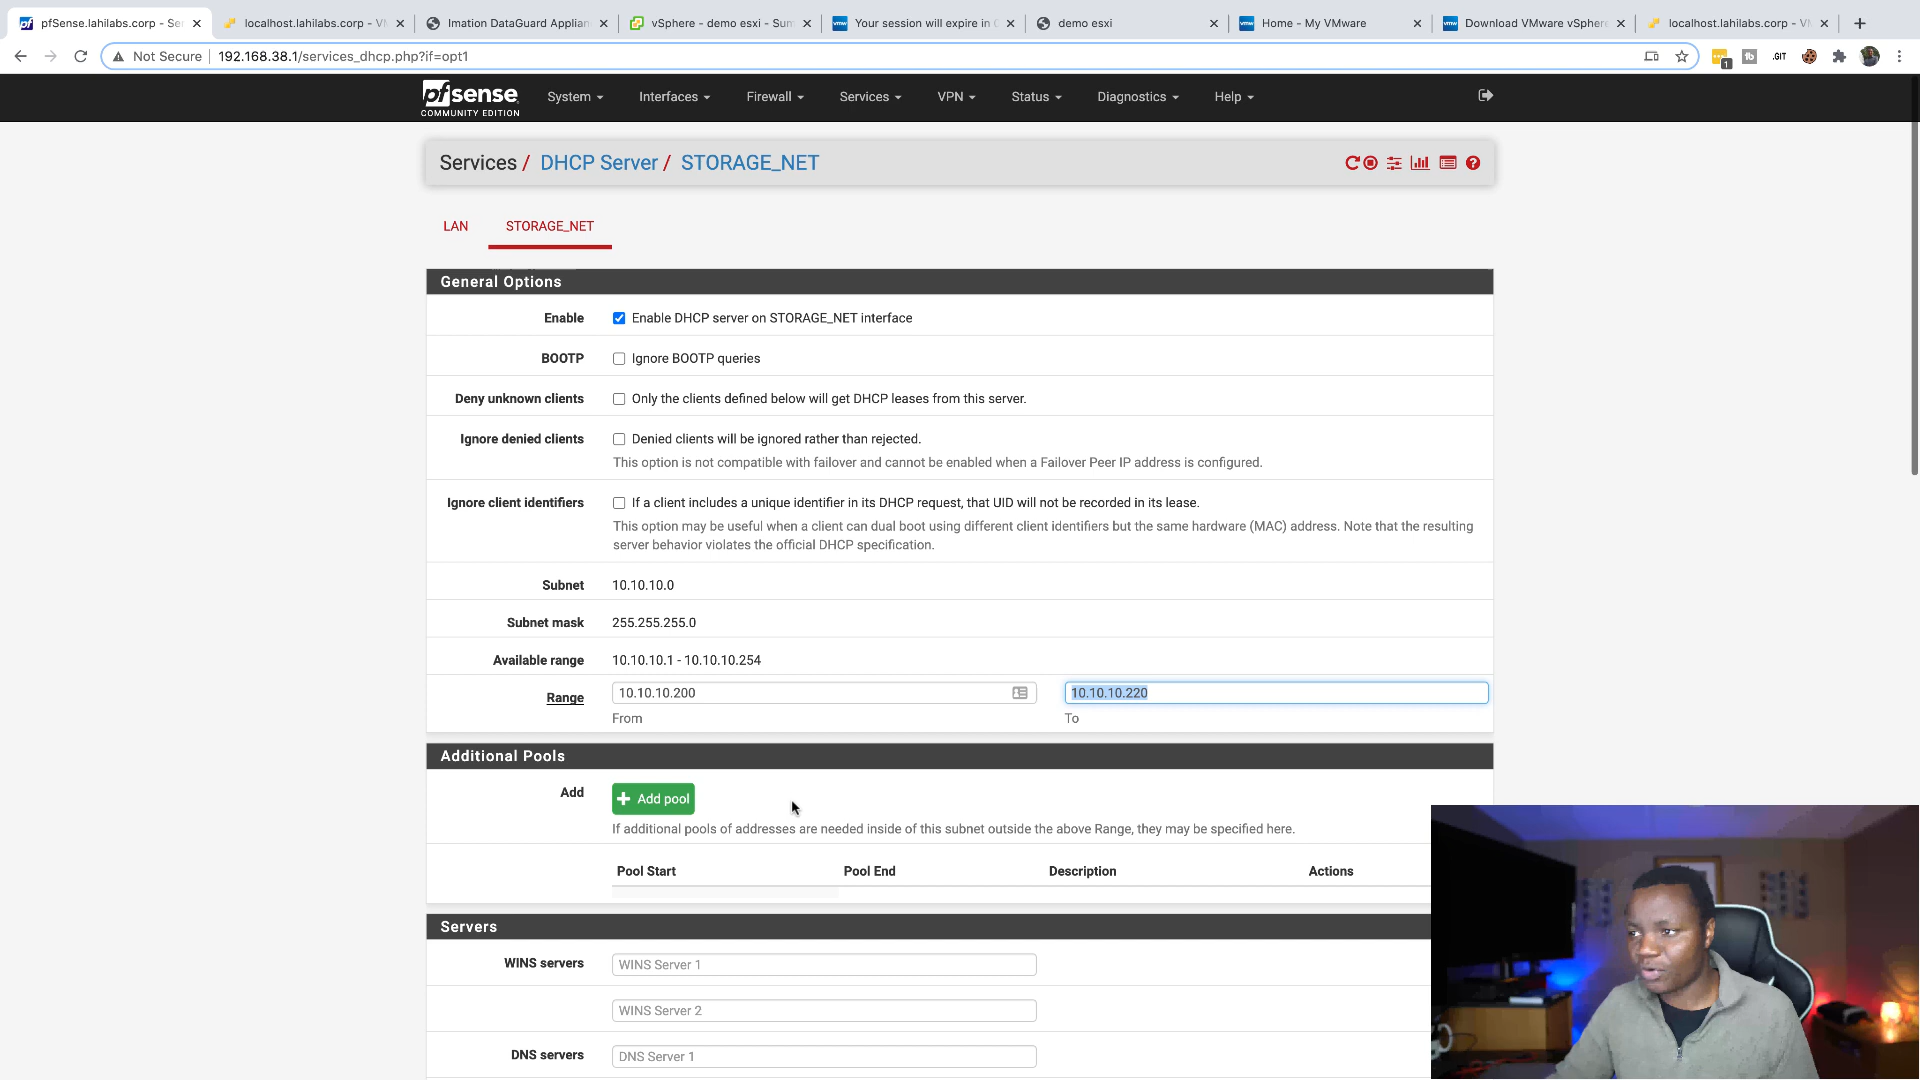 pfSense.lahilabs.corp - Se
localhost.lahilabs.corp - VM
Imation DataGuard Applian
vSphere - demo esxi - Sum
Your session will expire in
demo esxi
Home - My VMware
Download VMware vSphere
localhost.lahilabs.corp - VM
Not Secure
192.168.38.1/services_dhcp.php?if=opt1
1
.GIT
pfsense
COMMUNITY EDITION
System
Interfaces
Firewall
Services
VPN
Status
Diagnostics
Help
Services / DHCP Server / STORAGE_NET
LAN
STORAGE_NET
General Options
Enable
Enable DHCP server on STORAGE_NET interface
BOOTP
Ignore BOOTP queries
Deny unknown clients
Only the clients defined below will get DHCP leases from this server.
Ignore denied clients
Denied clients will be ignored rather than rejected.
This option is not compatible with failover and cannot be enabled when a Failover Peer IP address is configured.
Ignore client identifiers
If a client includes a unique identifier in its DHCP request, that UID will not be recorded in its lease.
This option may be useful when a client can dual boot using different client identifiers but the same hardware (MAC) address. Note that the resulting
server behavior violates the official DHCP specification.
Subnet
10.10.10.0
Subnet mask
255.255.255.0
Available range
10.10.10.1 - 10.10.10.254
Range
10.10.10.200
10.10.10.220
From
To
Additional Pools
Add
Add pool
If additional pools of addresses are needed inside of this subnet outside the above Range, they may be specified here.
Pool Start
Pool End
Description
Actions
Servers
WINS servers
WINS Server 1
WINS Server 2
DNS servers
DNS Server 1